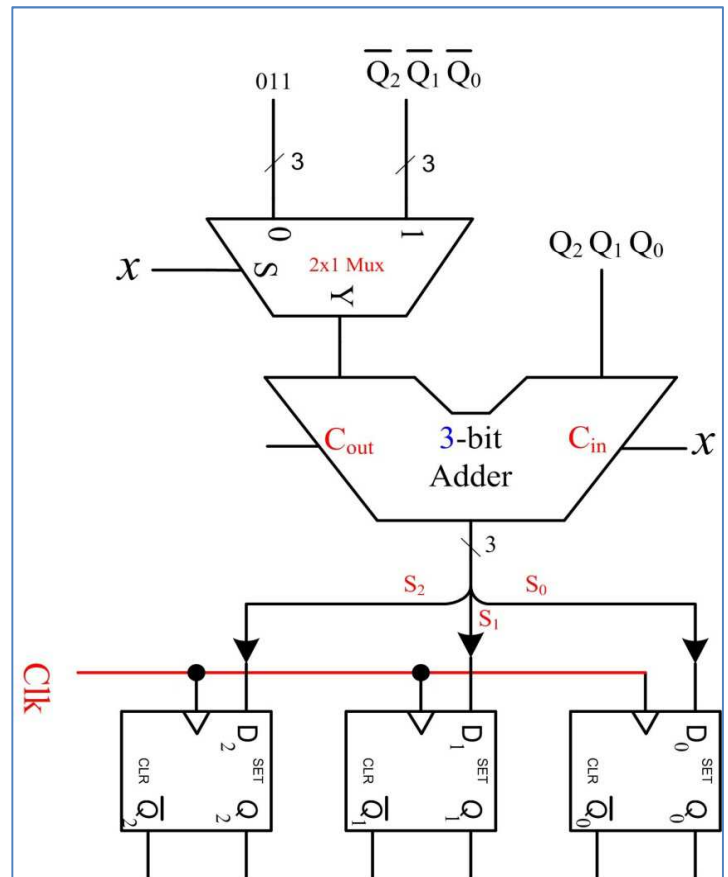 011 Q̅₂ Q̅₁ Q̅₀
3 3
0 1
x S 2x1 Mux
Y
Q₂ Q₁ Q₀
Cout 3-bit Cin x
Adder
3
S₂ S₀
S₁
Clk
D₂ D₁ D₀
CLR SET CLR SET CLR SET
Q̅₂ Q₂ Q̅₁ Q₁ Q̅₀ Q₀